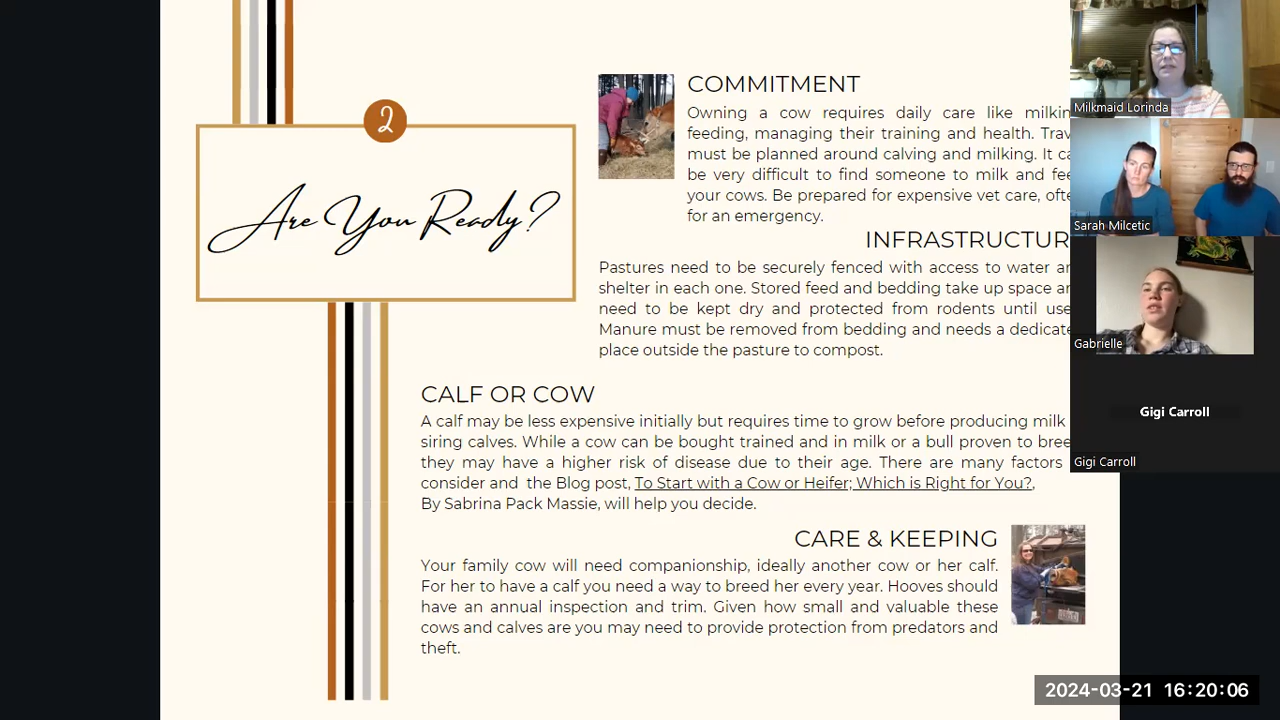 2
Are You Ready?
COMMITMENT
Owning a cow requires daily care like milkin
feeding, managing their training and health. Trav
must be planned around calving and milking. It ca
be very difficult to find someone to milk and fee
your cows. Be prepared for expensive vet care, ofte
for an emergency.
INFRASTRUCTUR
Pastures need to be securely fenced with access to water an
shelter in each one. Stored feed and bedding take up space an
need to be kept dry and protected from rodents until use
Manure must be removed from bedding and needs a dedicate
place outside the pasture to compost.
CALF OR COW
A calf may be less expensive initially but requires time to grow before producing milk
siring calves. While a cow can be bought trained and in milk or a bull proven to bree
they may have a higher risk of disease due to their age. There are many factors
consider and the Blog post, To Start with a Cow or Heifer; Which is Right for You?,
By Sabrina Pack Massie, will help you decide.
CARE & KEEPING
Your family cow will need companionship, ideally another cow or her calf.
For her to have a calf you need a way to breed her every year. Hooves should
have an annual inspection and trim. Given how small and valuable these
cows and calves are you may need to provide protection from predators and
theft.
Milkmaid Lorinda
Sarah Milcetic
Gabrielle
Gigi Carroll
Gigi Carroll
2024-03-21 16:20:06